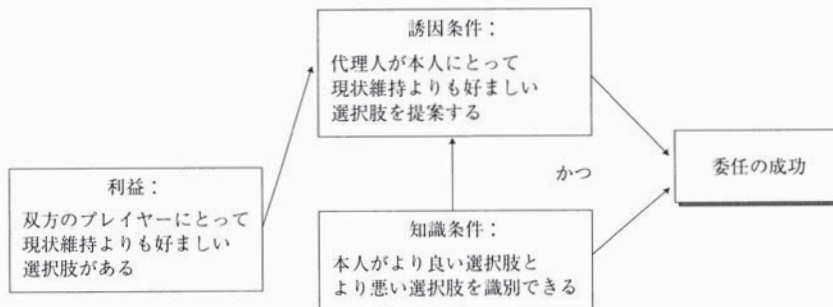 誘因条件：
代理人が本人にとって
現状維持よりも好ましい
選択肢を提案する
利益：
双方のプレイヤーにとって
現状維持よりも好ましい
選択肢がある
かつ
委任の成功
知識条件：
本人がより良い選択肢と
より悪い選択肢を識別できる